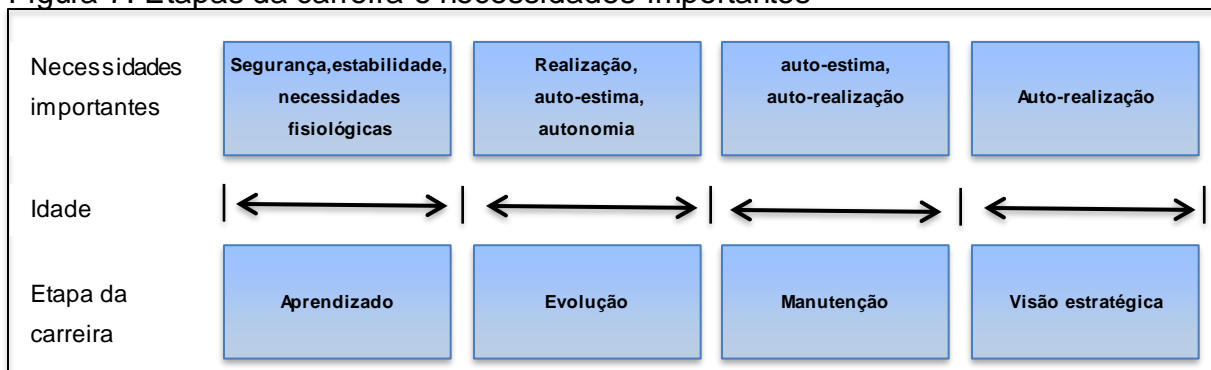 Figura 7: Etapas da carreira e necessidades importantes
Necessidades
importantes
Segurança,estabilidade,
necessidades
fisiológicas
Realização,
auto-estima,
autonomia
auto-estima,
auto-realização
Auto-realização
Idade
Etapa da
carreira
Aprendizado
Evolução
Manutenção
Visão estratégica